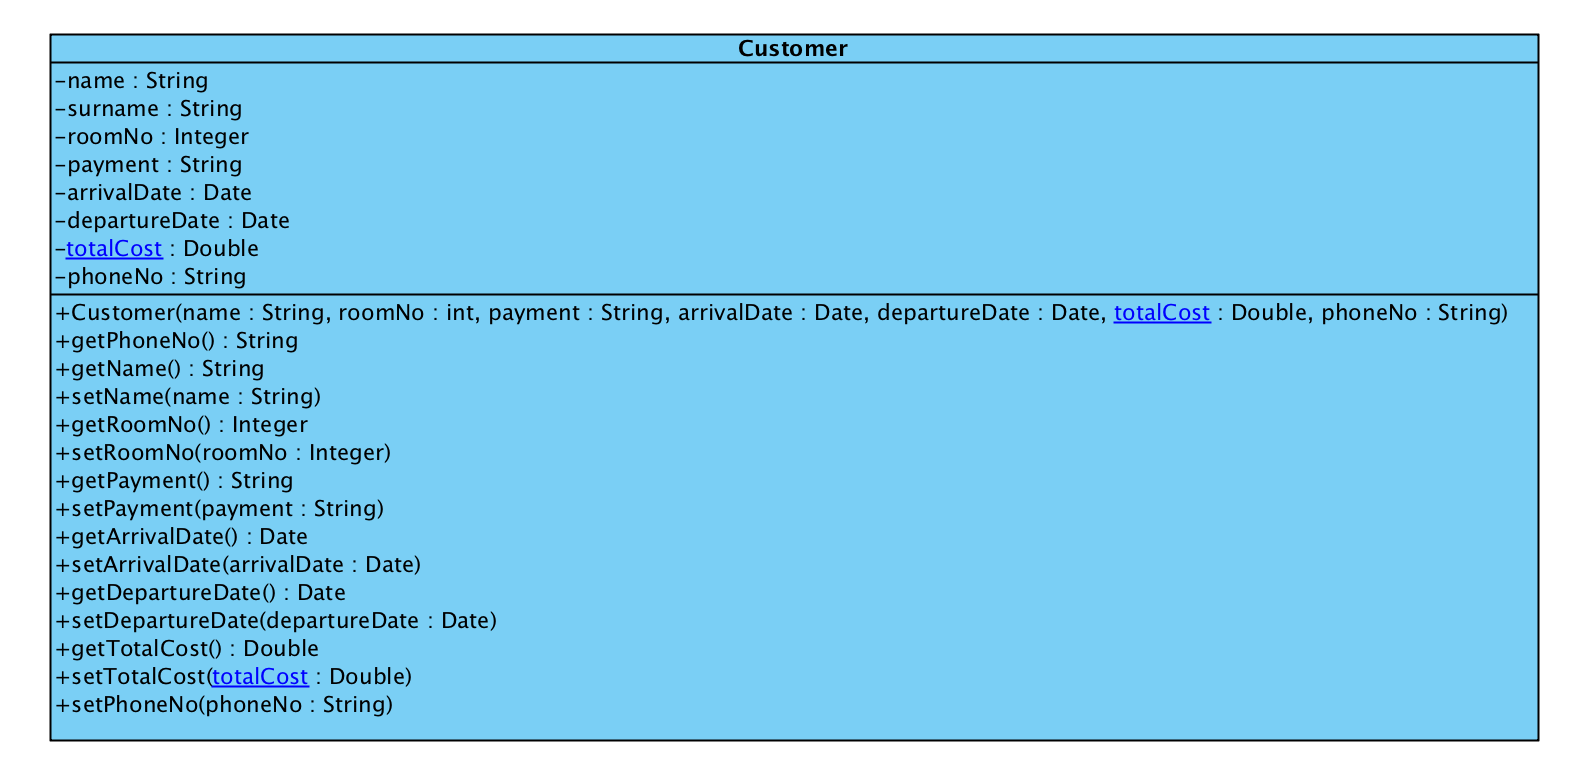 Customer
-name : String
-surname : String
-roomNo : Integer
-payment : String
-arrivalDate : Date
-departureDate : Date
-totalCost : Double
-phoneNo : String
+Customer(name : String, roomNo : int, payment : String, arrivalDate : Date, departureDate : Date, totalCost : Double, phoneNo : String)
+getPhoneNo() : String
+getName() : String
+setName(name : String)
+getRoomNo() : Integer
+setRoomNo(roomNo : Integer)
+getPayment() : String
+setPayment(payment : String)
+getArrivalDate() : Date
+setArrivalDate(arrivalDate : Date)
+getDepartureDate() : Date
+setDepartureDate(departureDate : Date)
+getTotalCost() : Double
+setTotalCost(totalCost : Double)
+setPhoneNo(phoneNo : String)